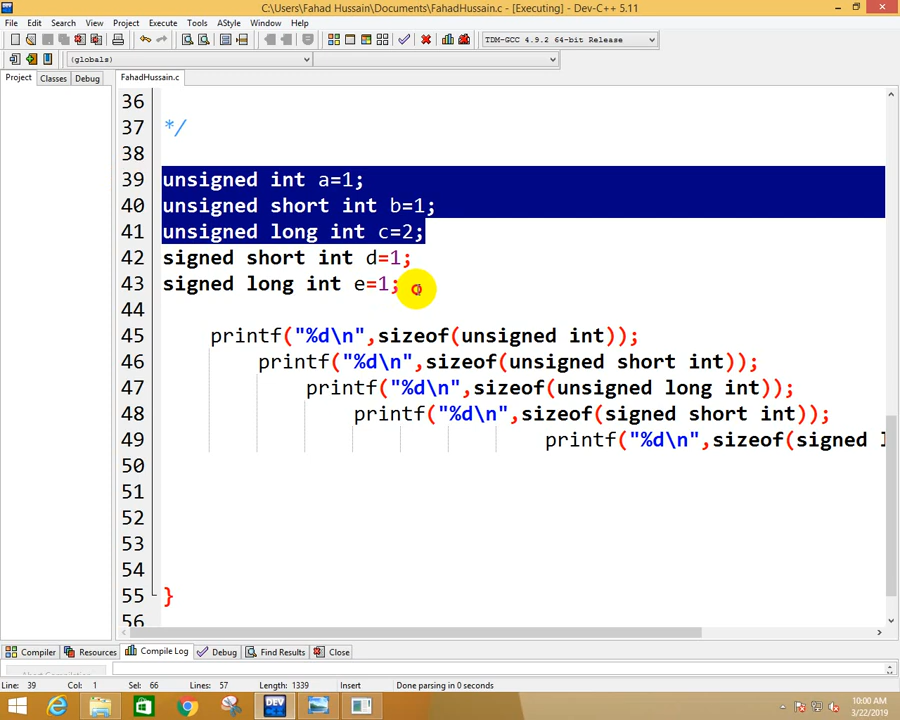 C:\Users\Fahad Hussain\Documents\FahadHussain.c - [Executing] - Dev-C++ 5.11
File Edit Search View Project Execute Tools AStyle Window Help
TDM-GCC 4.9.2 64-bit Release
(globals)
Project Classes Debug FahadHussain.c
36
37 */
38
39 unsigned int a=1;
40 unsigned short int b=1;
41 unsigned long int c=2;
42 signed short int d=1;
43 signed long int e=1;
44
45 printf("%d\n",sizeof(unsigned int));
46 printf("%d\n",sizeof(unsigned short int));
47 printf("%d\n",sizeof(unsigned long int));
48 printf("%d\n",sizeof(signed short int));
49 printf("%d\n",sizeof(signed l
50
51
52
53
54
55 }
56
Compiler Resources Compile Log Debug Find Results Close
Line: 39 Col: 1 Sel: 66 Lines: 57 Length: 1339 Insert Done parsing in 0 seconds
DEV
10:00 AM
3/22/2019